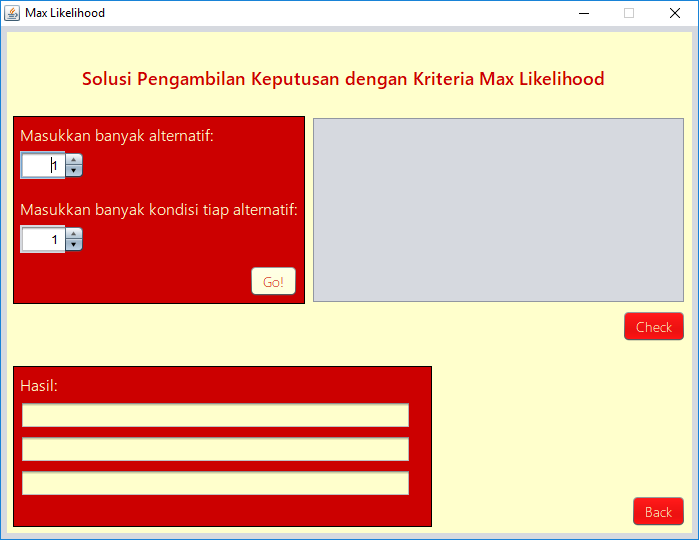 Max Likelihood
Solusi Pengambilan Keputusan dengan Kriteria Max Likelihood
Masukkan banyak alternatif:
1
Masukkan banyak kondisi tiap alternatif:
1
Go!
Check
Hasil:
Back